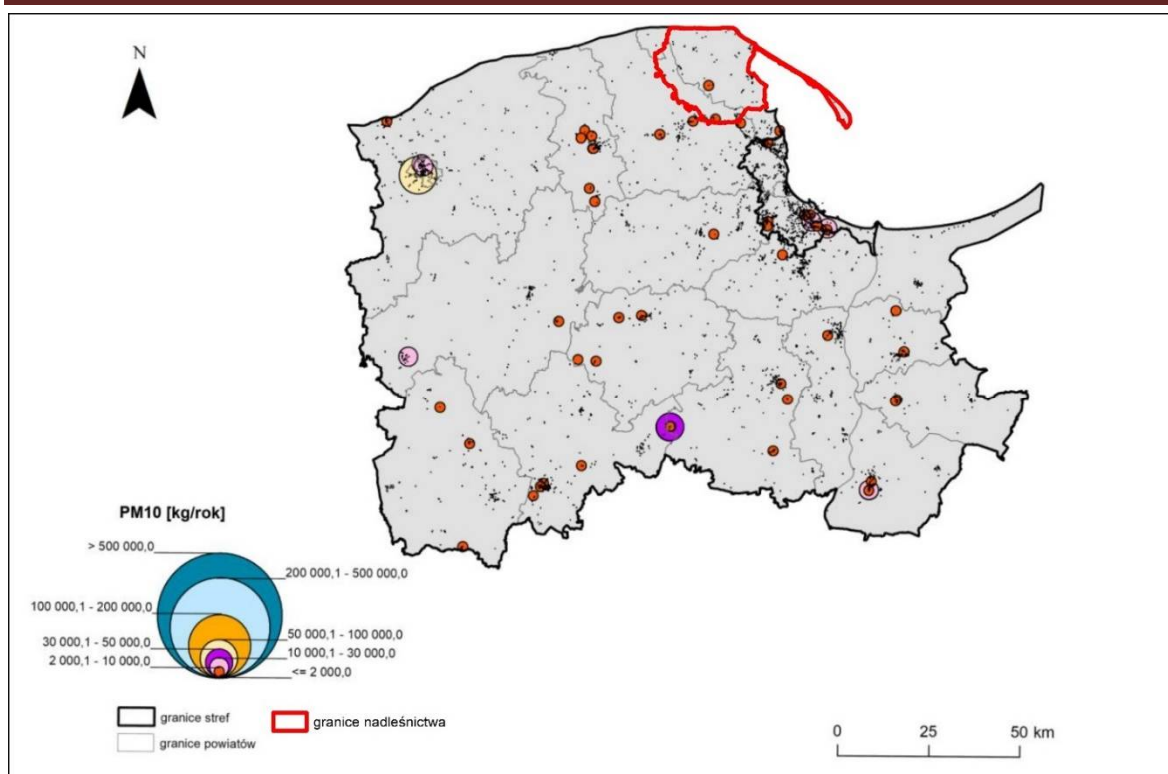 N
PM10 [kg/rok]
> 500 000,0
200 000,1 - 500 000,0
100 000,1 - 200 000,0
50 000,1 - 100 000,0
30 000,1 - 50 000,0
10 000,1 - 30 000,0
2 000,1 - 10 000,0
<= 2 000,0
granice stref
granice nadleśnictwa
granice powiatów
0 25 50 km